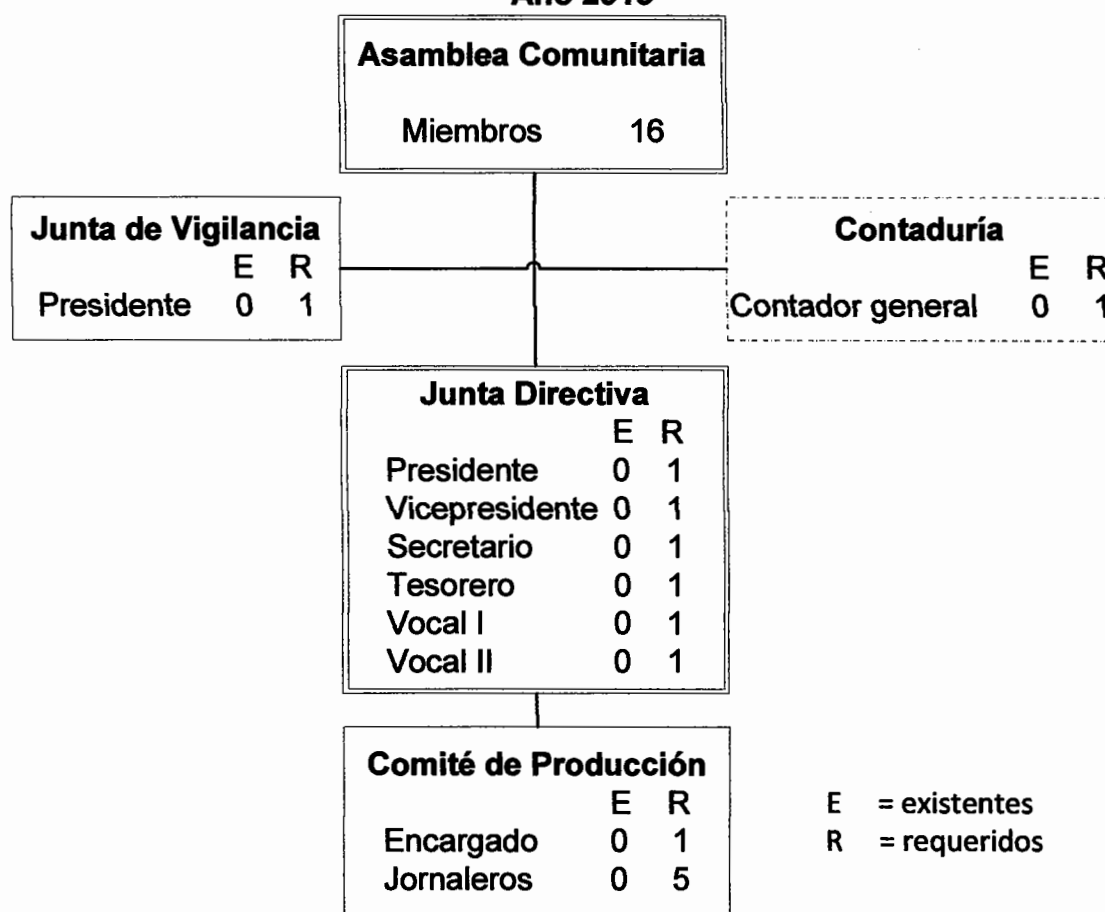 Asamblea Comunitaria
Miembros 16
Junta de Vigilancia
E R
Presidente 0 1
Contaduría
E R
Contador general 0 1
Junta Directiva
E R
Presidente 0 1
Vicepresidente 0 1
Secretario 0 1
Tesorero 0 1
Vocal I 0 1
Vocal II 0 1
Comité de Producción
E R
Encargado 0 1
Jornaleros 0 5
E = existentes
R = requeridos